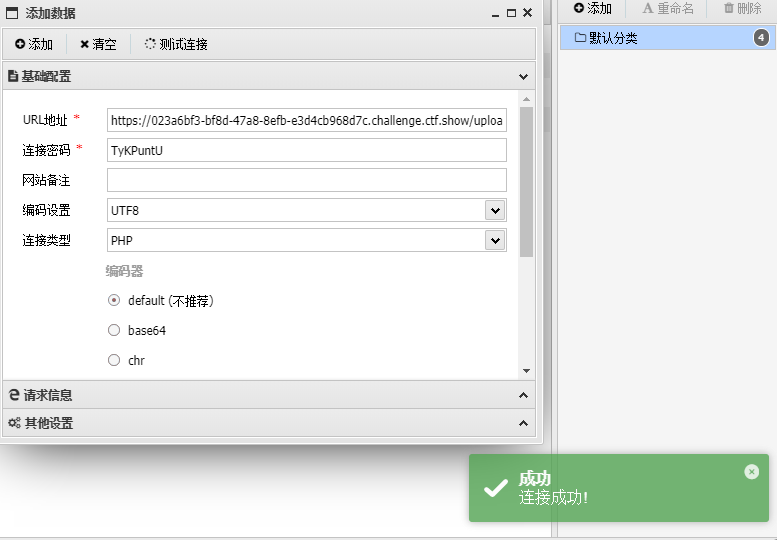 添加数据
添加 清空 测试连接
基础配置
URL地址 * https://023a6bf3-bf8d-47a8-8efb-e3d4cb968d7c.challenge.ctf.show/uploa
连接密码 * TyKPuntU
网站备注
编码设置 UTF8
连接类型 PHP
编码器
default (不推荐)
base64
chr
请求信息
其他设置
添加 重命名 删除
默认分类 4
成功
连接成功!